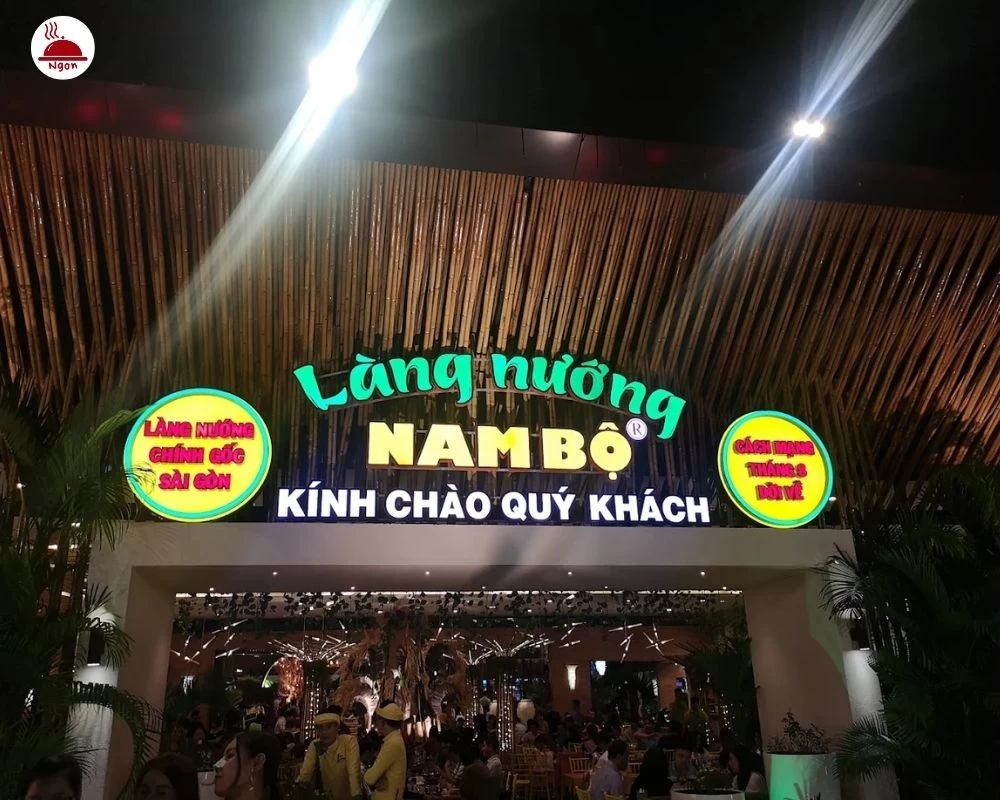 Ngon
Làng nướng
NAM BỘ ®
KÍNH CHÀO QUÝ KHÁCH
LÀNG NƯỚNG
CHÍNH GỐC
SÀI GÒN
CÁCH MẠNG
THÁNG 8
DỜI VỀ